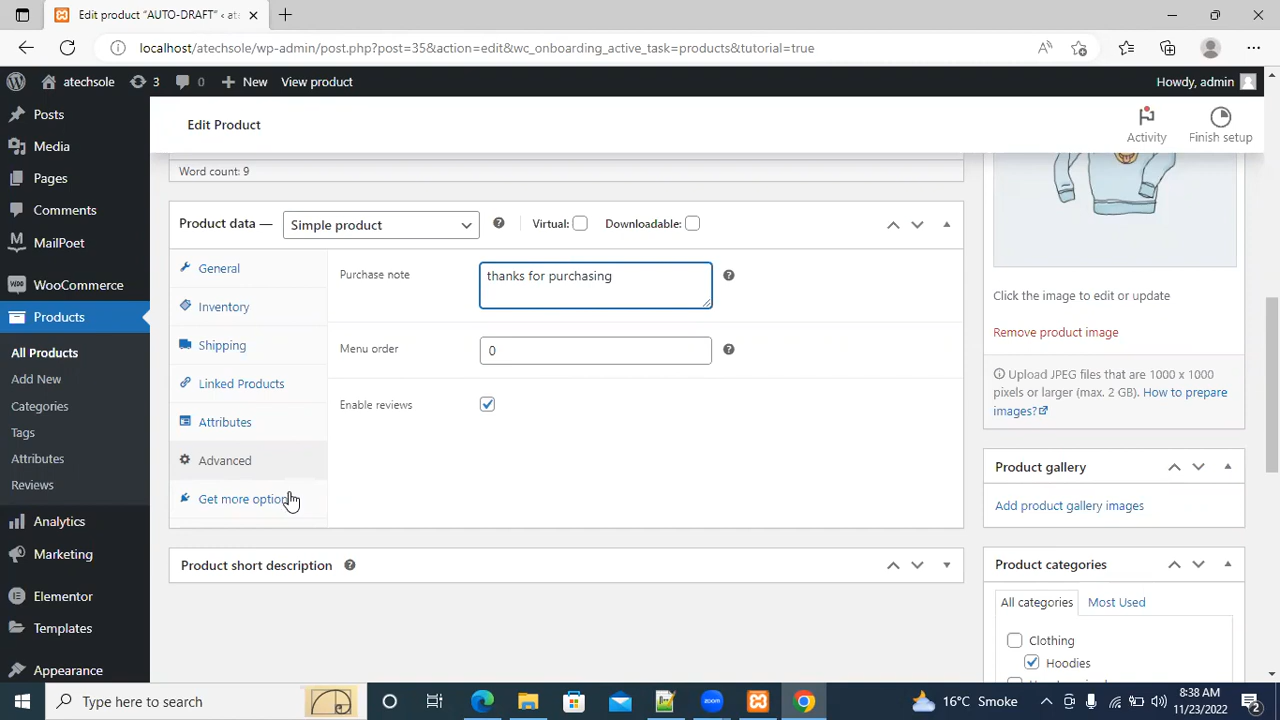 Edit product "AUTO-DRAFT" ‹ ate
localhost/atechsole/wp-admin/post.php?post=35&action=edit&wc_onboarding_active_task=products&tutorial=true
atechsole 3 0 New View product Howdy, admin
Posts
Media
Pages
Comments
MailPoet
WooCommerce
Products
All Products
Add New
Categories
Tags
Attributes
Reviews
Analytics
Marketing
Elementor
Templates
Appearance
Edit Product
Activity
Finish setup
Word count: 9
Product data — Simple product Virtual: Downloadable:
General
Inventory
Shipping
Linked Products
Attributes
Advanced
Get more option
Purchase note thanks for purchasing
Menu order 0
Enable reviews
Product short description
Click the image to edit or update
Remove product image
Upload JPEG files that are 1000 x 1000
pixels or larger (max. 2 GB). How to prepare
images?
Product gallery
Add product gallery images
Product categories
All categories Most Used
Clothing
Hoodies
Type here to search
zoom
16°C Smoke
8:38 AM
11/23/2022
2